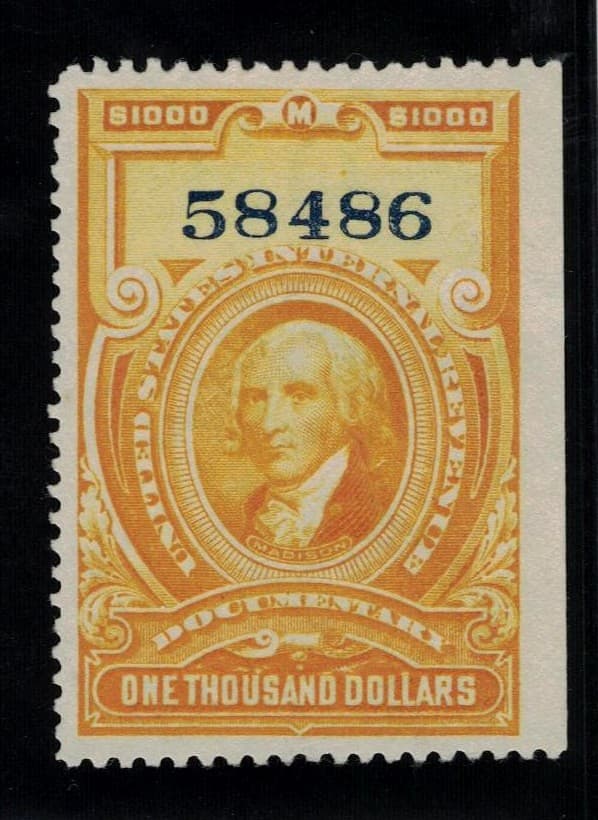 $1000 M $1000
58486
UNITED STATES INTERNAL REVENUE
MADISON
DOCUMENTARY
ONE THOUSAND DOLLARS